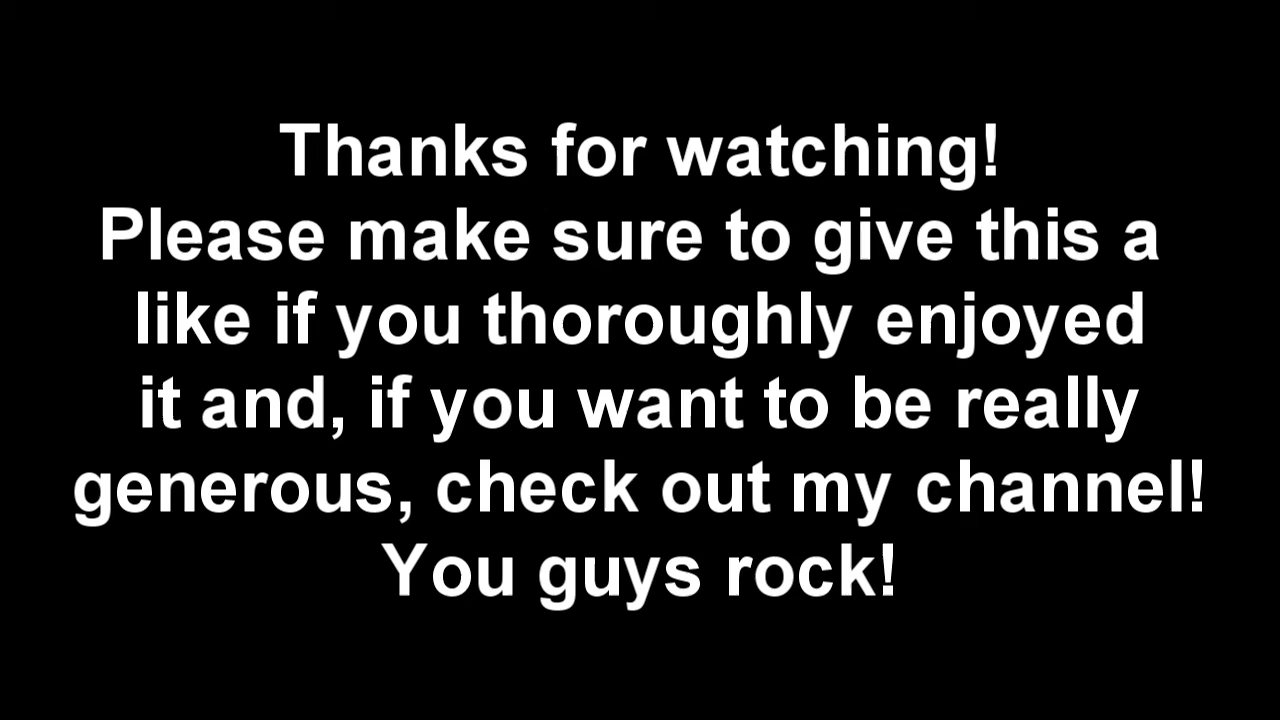 Thanks for watching!
Please make sure to give this a
like if you thoroughly enjoyed
it and, if you want to be really
generous, check out my channel!
You guys rock!